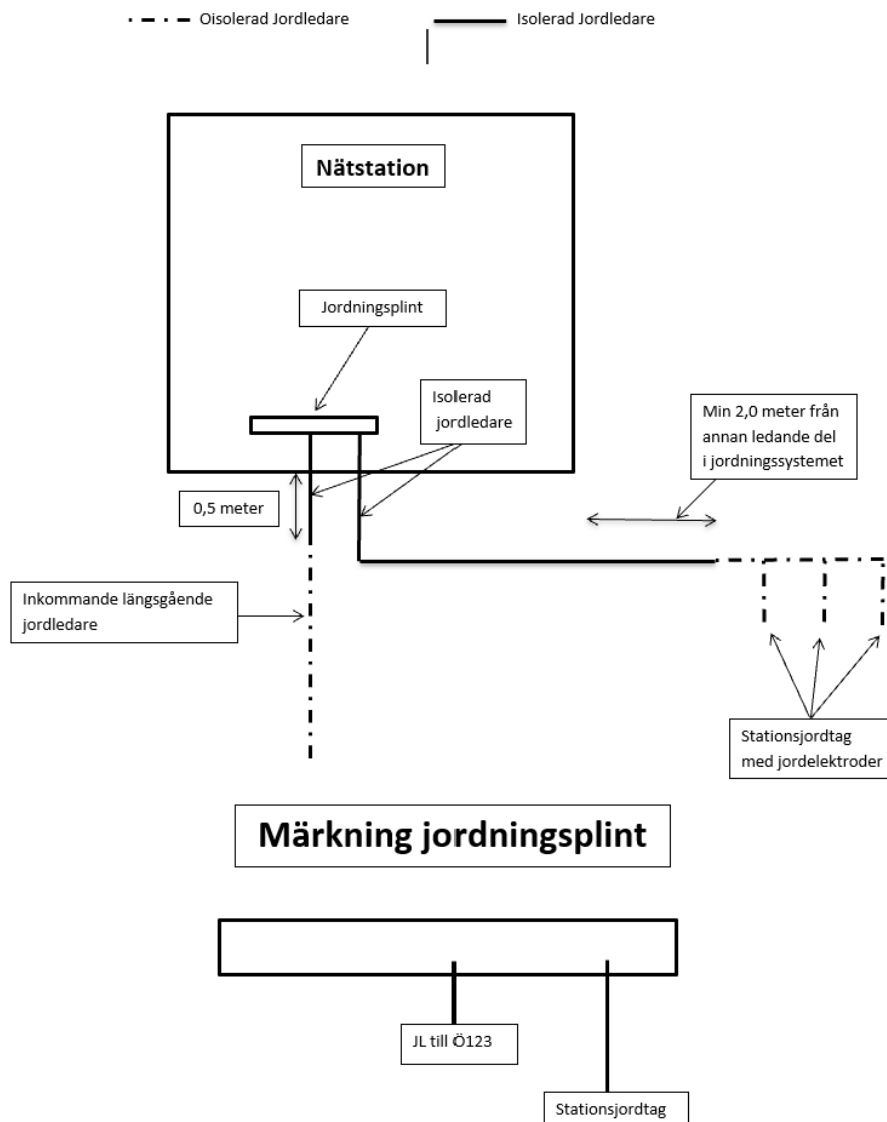 Oisolerad Jordledare
Isolerad Jordledare
Nätstation
Jordningsplint
Isolerad
jordledare
Min 2,0 meter från
annan ledande del
i jordningssystemet
0,5 meter
Inkommande längsgående
jordledare
Stationsjordtag
med jordelektroder
Märkning jordningsplint
JL till Ö123
Stationsjordtag